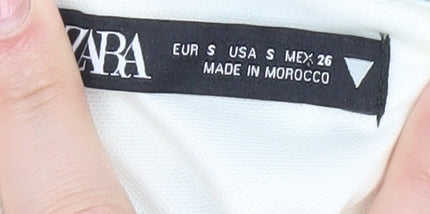 ZARA
EUR S USA S MEX 26
MADE IN MOROCCO